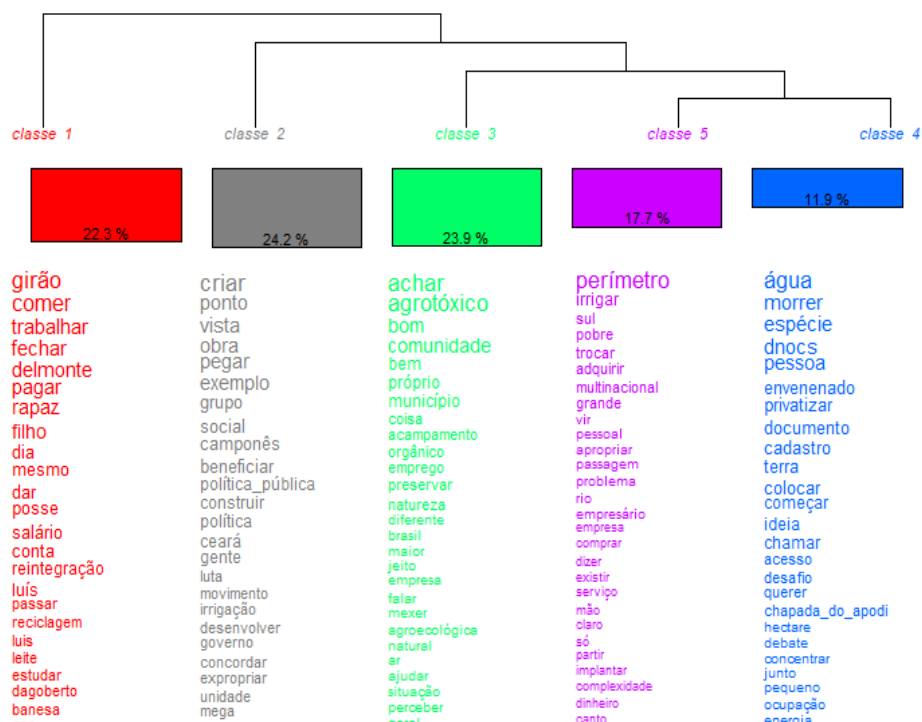 classe 1
classe 2
classe 3
classe 5
classe 4
22.3 %
24.2 %
23.9 %
17.7 %
11.9 %
girão
comer
trabalhar
fechar
delmonte
pagar
rapaz
filho
dia
mesmo
dar
posse
salário
conta
reintegração
luís
passar
reciclagem
luis
leite
estudar
dagoberto
banesa
criar
ponto
vista
obra
pegar
exemplo
grupo
social
camponês
beneficiar
política_pública
construir
política
ceará
gente
luta
movimento
irrigação
desenvolver
governo
concordar
expropriar
unidade
mega
achar
agrotóxico
bom
comunidade
bem
próprio
município
coisa
acampamento
orgânico
emprego
preservar
natureza
diferente
brasil
maior
jeito
empresa
falar
mexer
agroecológica
natural
ar
ajudar
situação
perceber
perímetro
irrigar
sul
pobre
trocar
adquirir
multinacional
grande
vir
pessoal
apropriar
passagem
problema
rio
empresário
empresa
comprar
dizer
existir
serviço
mão
claro
só
partir
implantar
complexidade
dinheiro
canto
água
morrer
espécie
dnocs
pessoa
envenenado
privatizar
documento
cadastro
terra
colocar
começar
ideia
chamar
acesso
desafio
querer
chapada_do_apodi
hectare
debate
concentrar
junto
pequeno
ocupação
energia